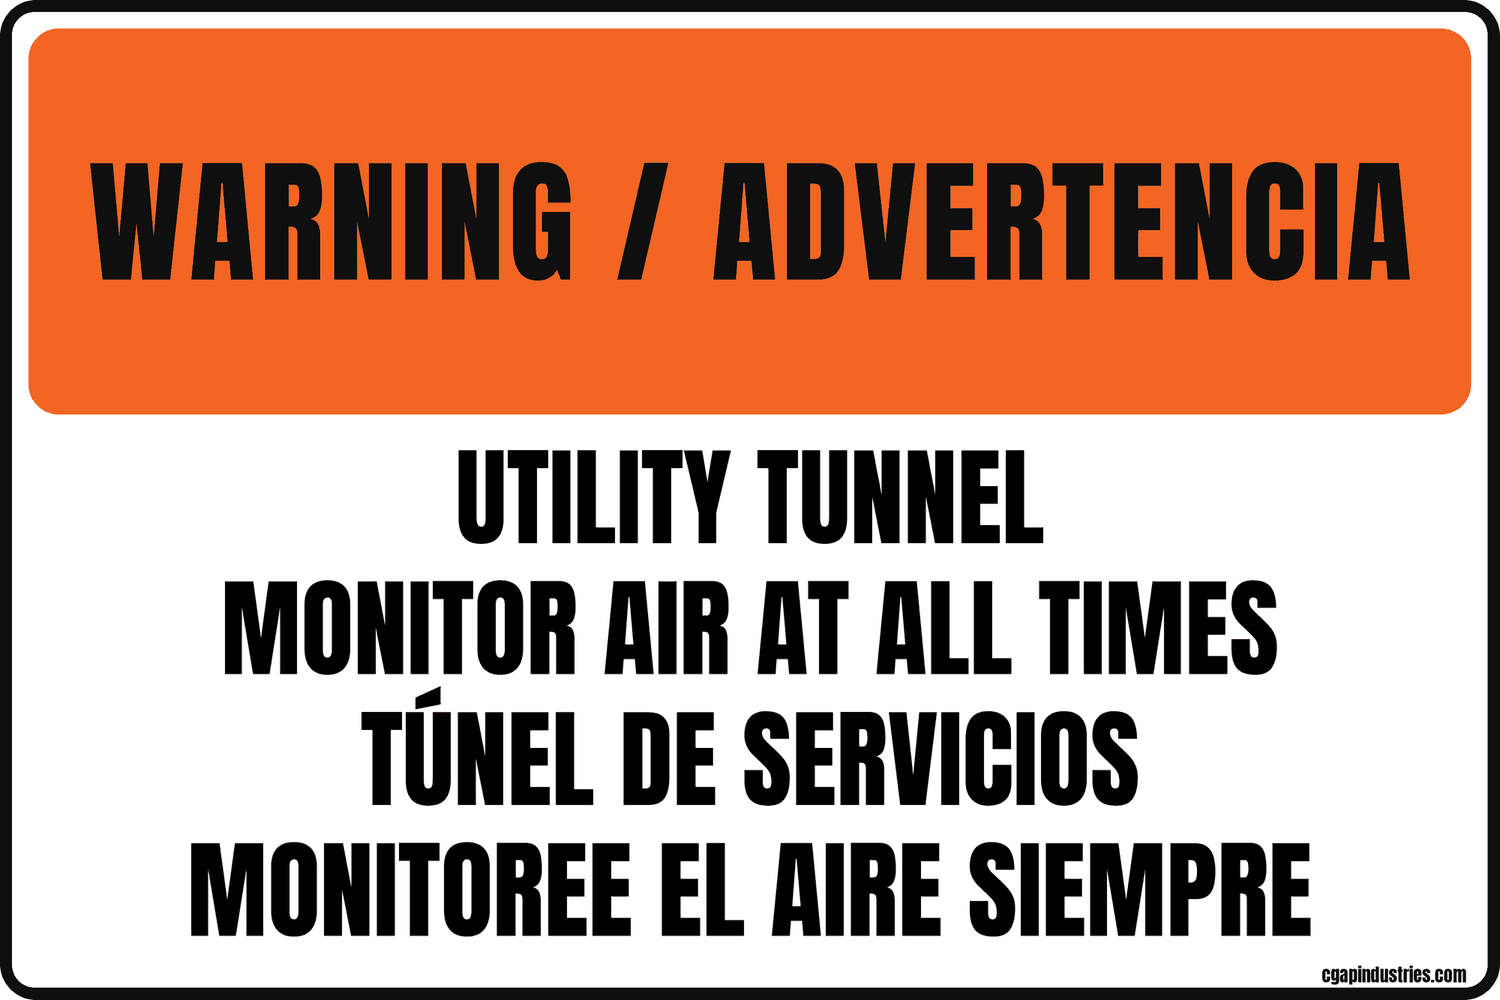 WARNING / ADVERTENCIA
UTILITY TUNNEL
MONITOR AIR AT ALL TIMES
TÚNEL DE SERVICIOS
MONITOREE EL AIRE SIEMPRE
cgapindustries.com